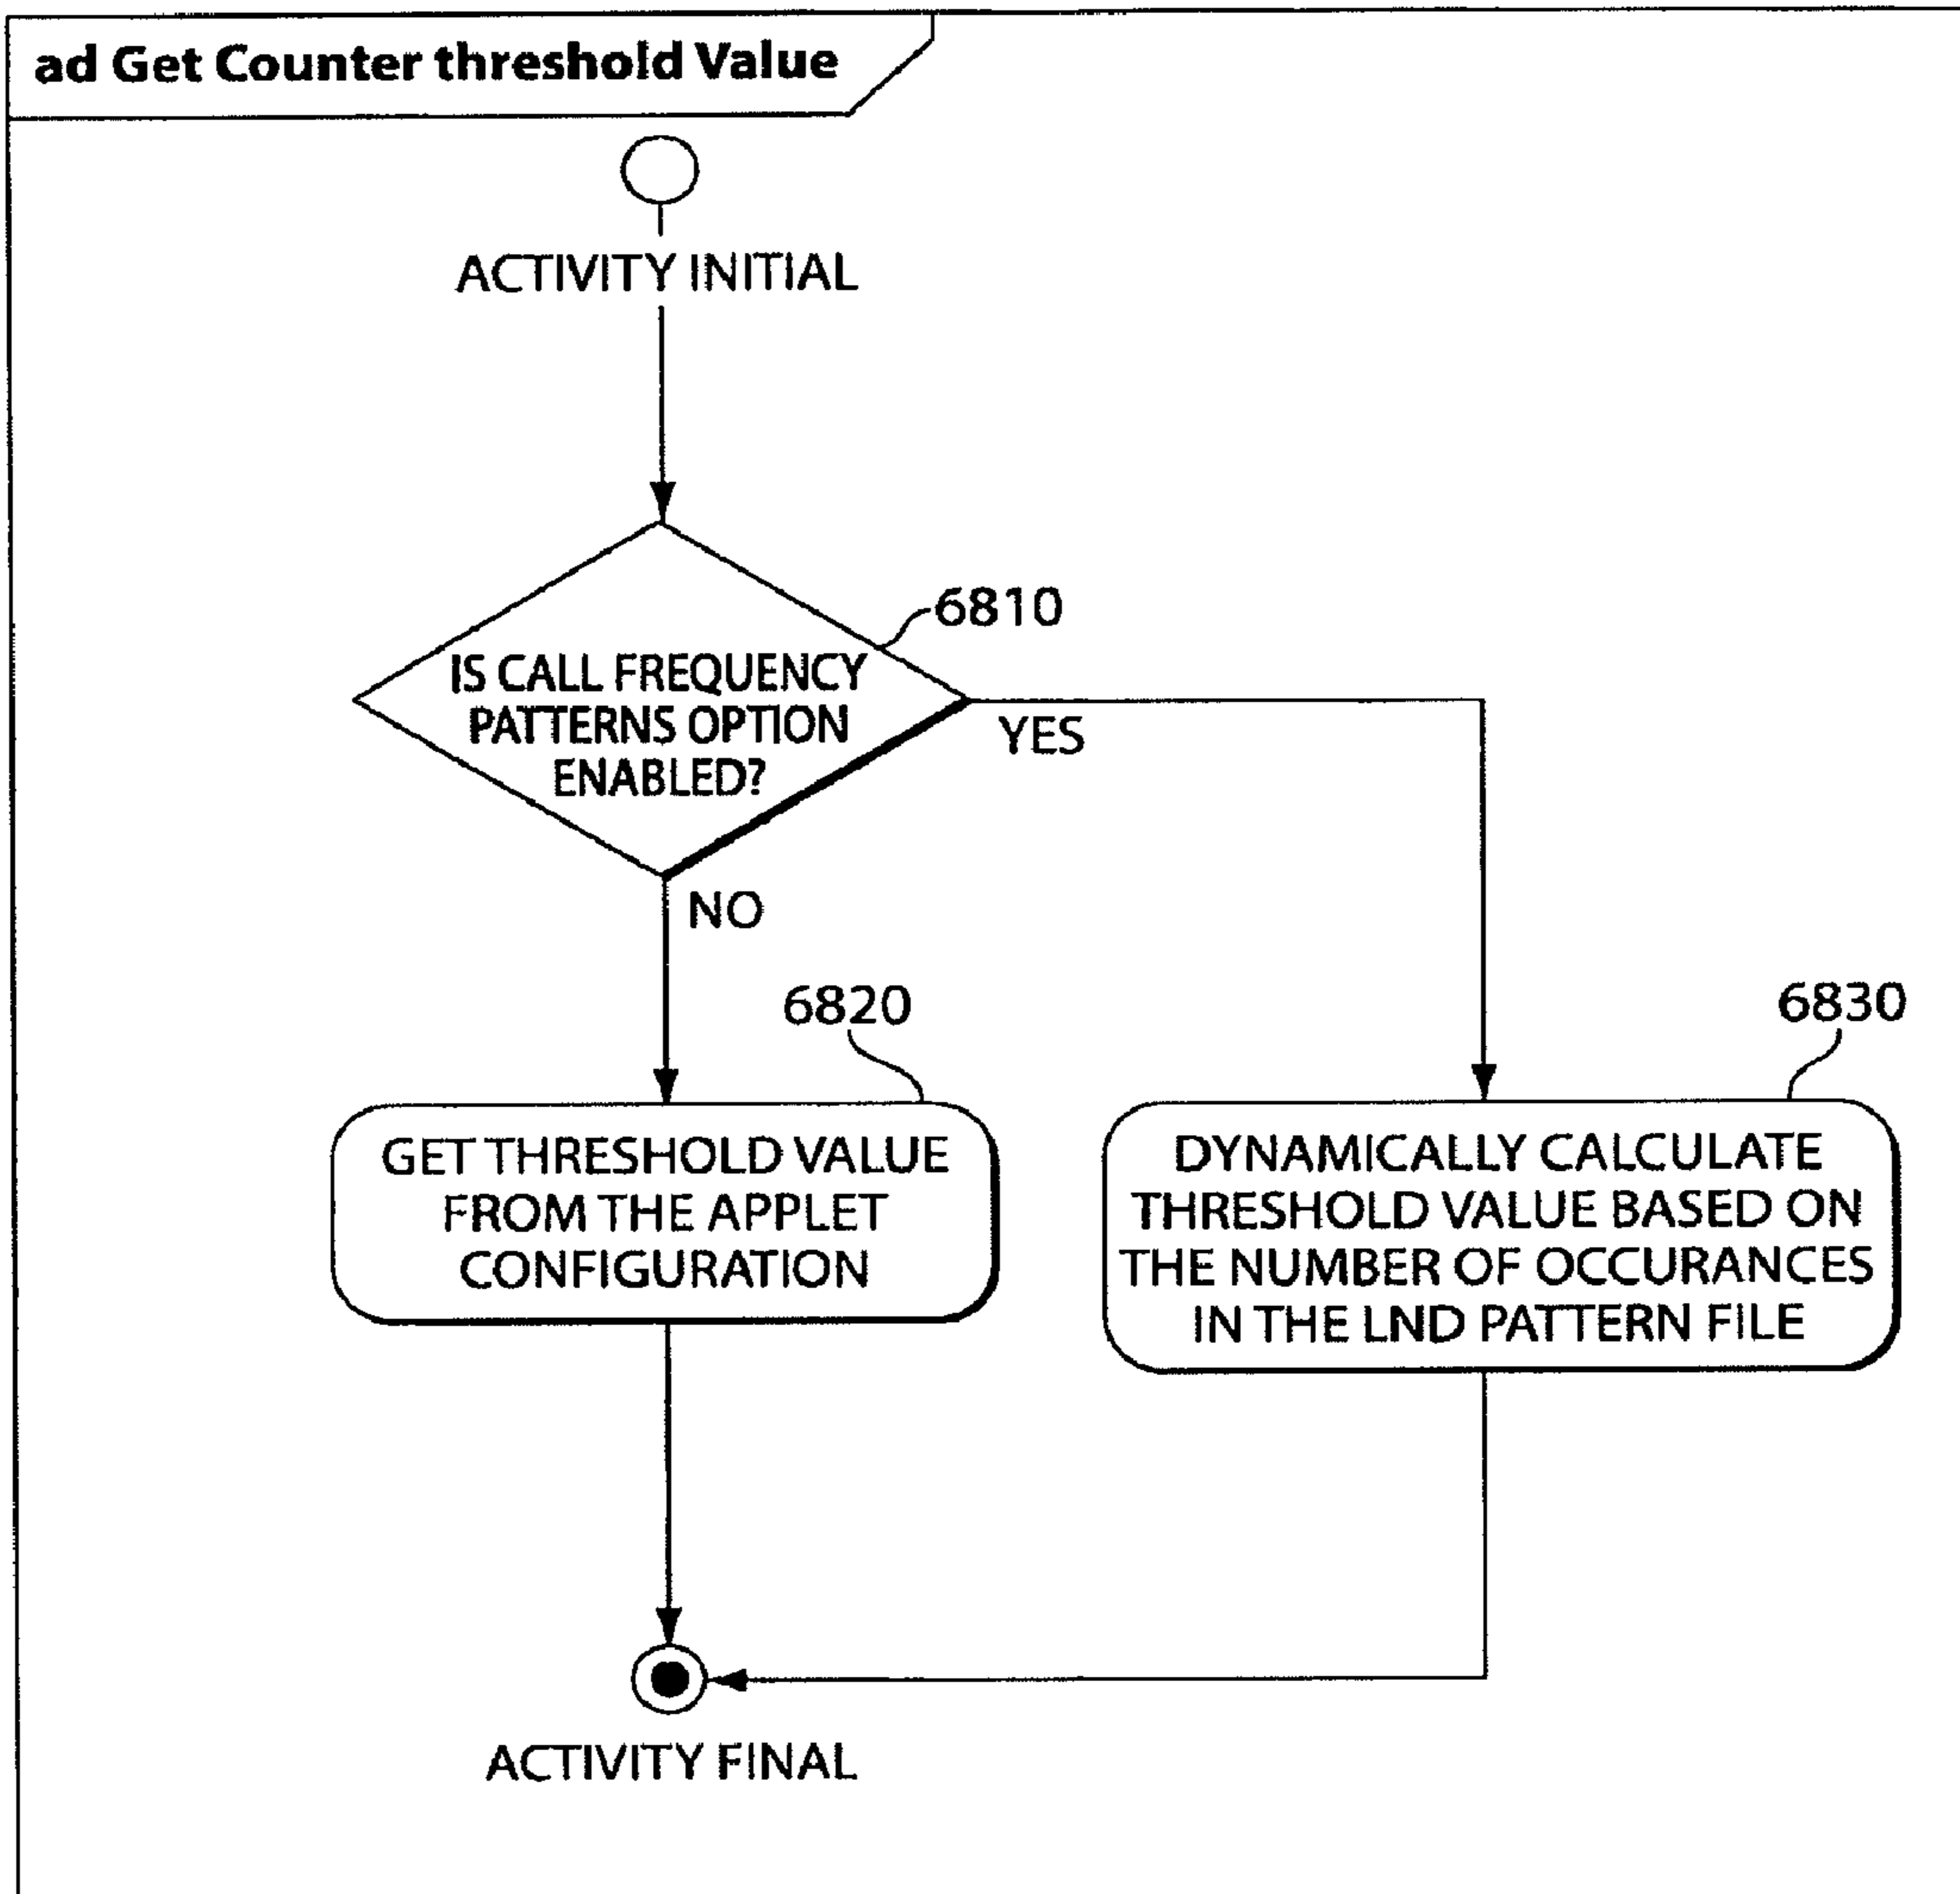 ad Get Counter threshold Value
ACTIVITY INITIAL
6810
IS CALL FREQUENCY
PATTERNS OPTION
ENABLED?
YES
NO
6820
6830
GET THRESHOLD VALUE
FROM THE APPLET
CONFIGURATION
DYNAMICALLY CALCULATE
THRESHOLD VALUE BASED ON
THE NUMBER OF OCCURANCES
IN THE LND PATTERN FILE
ACTIVITY FINAL